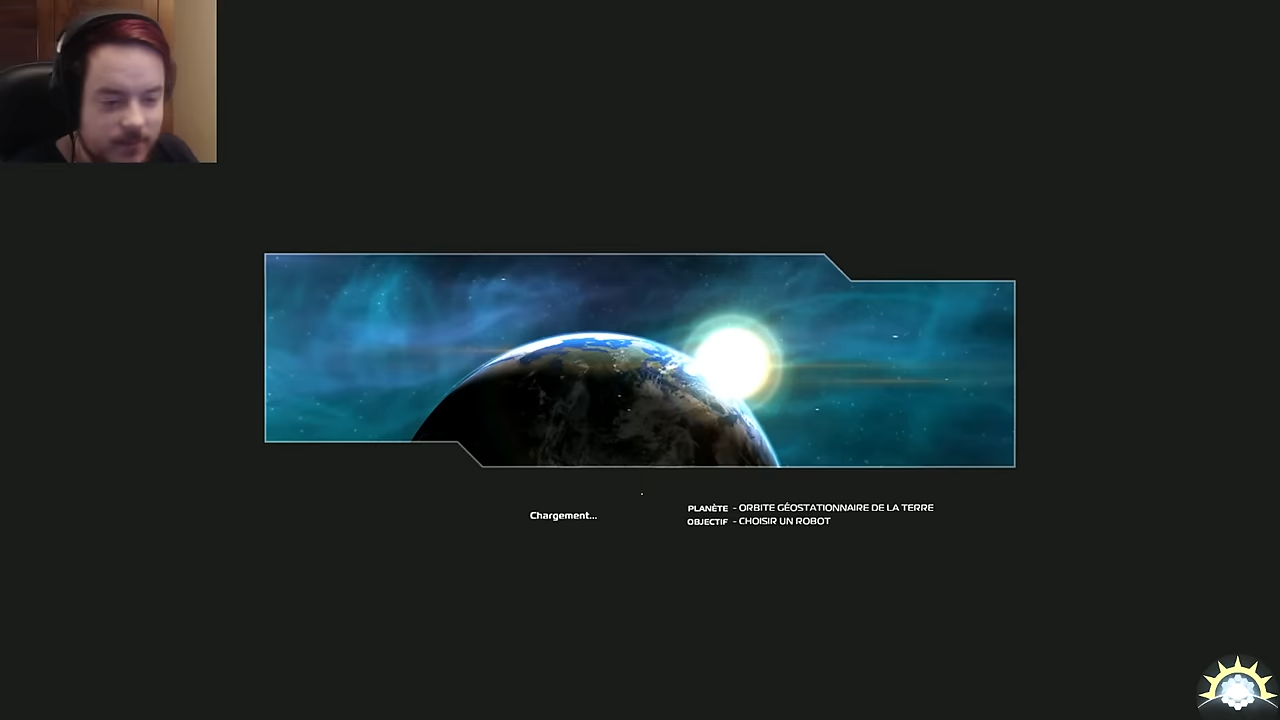 Chargement...
PLANÈTE - ORBITE GÉOSTATIONNAIRE DE LA TERRE
OBJECTIF - CHOISIR UN ROBOT